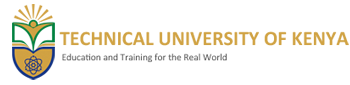 TECHNICAL UNIVERSITY OF KENYA
Education and Training for the Real World